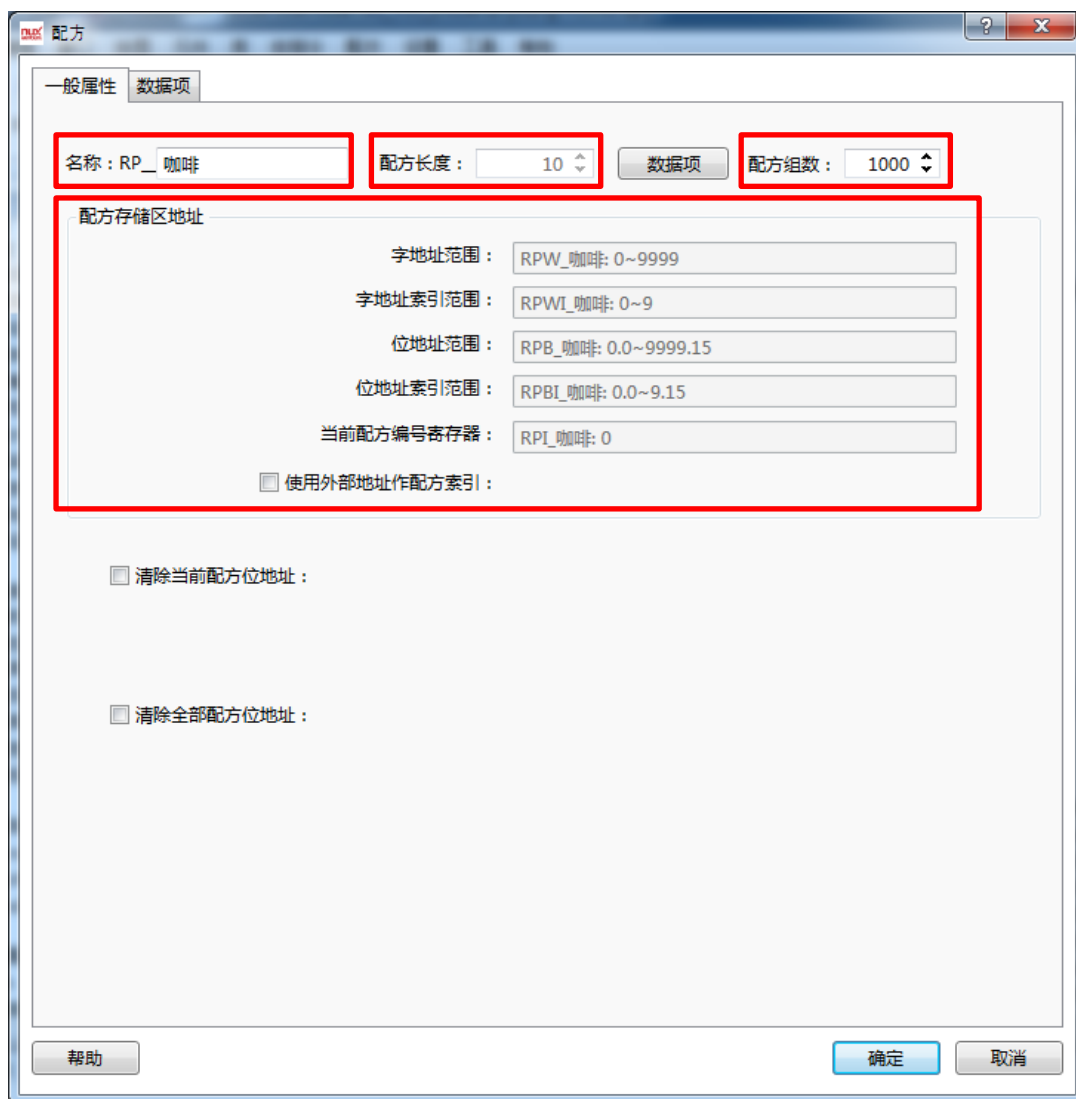 配方
一般属性 数据项
名称：RP_ 咖啡 配方长度： 10 数据项 配方组数： 1000
配方存储区地址
字地址范围： RPW_咖啡: 0~9999
字地址索引范围： RPWI_咖啡: 0~9
位地址范围： RPB_咖啡: 0.0~9999.15
位地址索引范围： RPBI_咖啡: 0.0~9.15
当前配方编号寄存器： RPI_咖啡: 0
使用外部地址作配方索引：
清除当前配方位地址：
清除全部配方位地址：
帮助 确定 取消